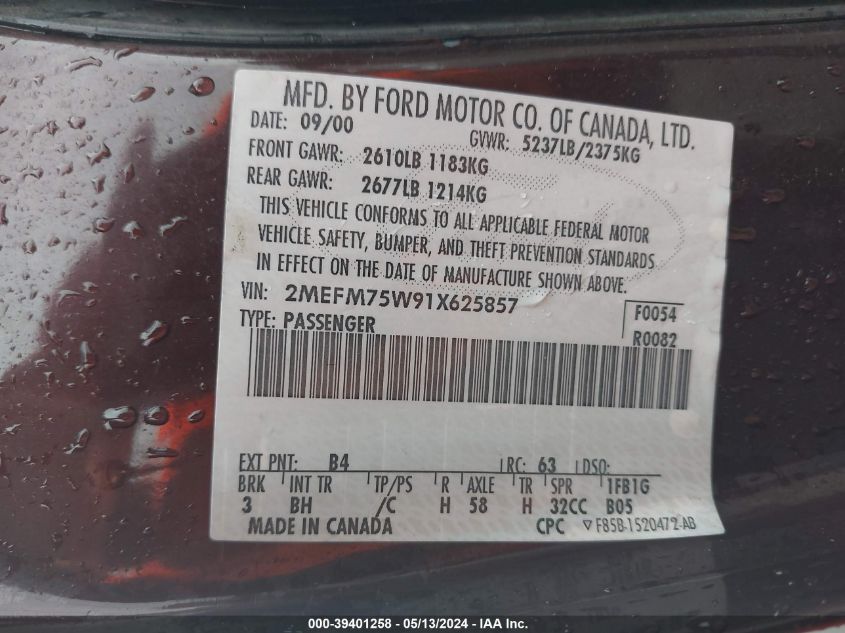 MFD. BY FORD MOTOR CO. OF CANADA, LTD.
DATE: 09/00 GVWR: 5237LB/2375KG
FRONT GAWR: 2610LB 1183KG
REAR GAWR: 2677LB 1214KG
THIS VEHICLE CONFORMS TO ALL APPLICABLE FEDERAL MOTOR
VEHICLE SAFETY, BUMPER, AND THEFT PREVENTION STANDARDS
IN EFFECT ON THE DATE OF MANUFACTURE SHOWN ABOVE.
VIN: 2MEFM75W91X625857 F0054
TYPE: PASSENGER R0082
EXT PNT: B4 RC: 63 DSO:
BRK INT TR TP/PS R AXLE TR SPR 1FB1G
3 BH /C H 58 H 32CC B05
MADE IN CANADA CPC ▽F85B-1520472-AB
000-39401258 - 05/13/2024 - IAA Inc.